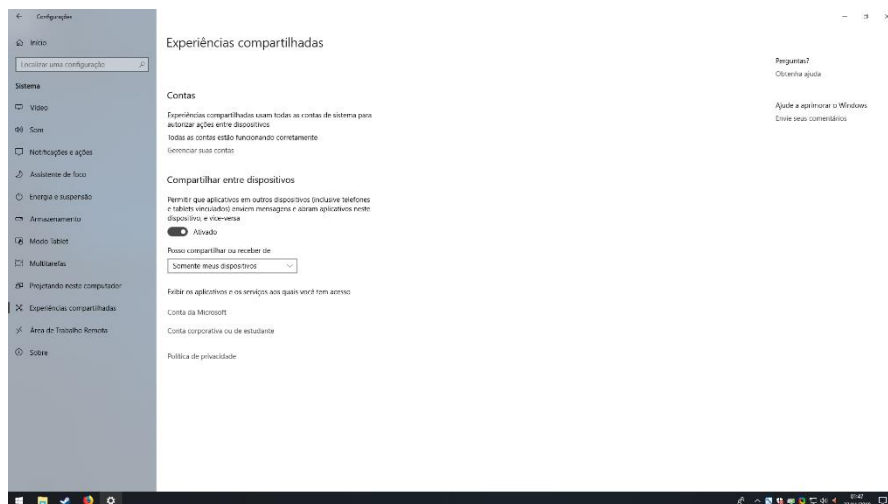 Configurações
Início
Localizar uma configuração
Sistema
Vídeo
Som
Notificações e ações
Assistente de foco
Energia e suspensão
Armazenamento
Modo Tablet
Multitarefas
Projetando neste computador
Experiências compartilhadas
Área de Trabalho Remota
Sobre
Experiências compartilhadas
Contas
Experiências compartilhadas usam todas as contas de sistema para
autorizar ações entre dispositivos
Todas as contas estão funcionando corretamente
Gerenciar suas contas
Compartilhar entre dispositivos
Permitir que aplicativos em outros dispositivos (inclusive telefones
e tablets vinculados) enviem mensagens e abram aplicativos neste
dispositivo, e vice-versa
Ativado
Posso compartilhar ou receber de
Somente meus dispositivos
Exibir os aplicativos e os serviços aos quais você tem acesso
Conta da Microsoft
Conta corporativa ou de estudante
Política de privacidade
Perguntas?
Obtenha ajuda
Ajude a aprimorar o Windows
Envie seus comentários
01:42